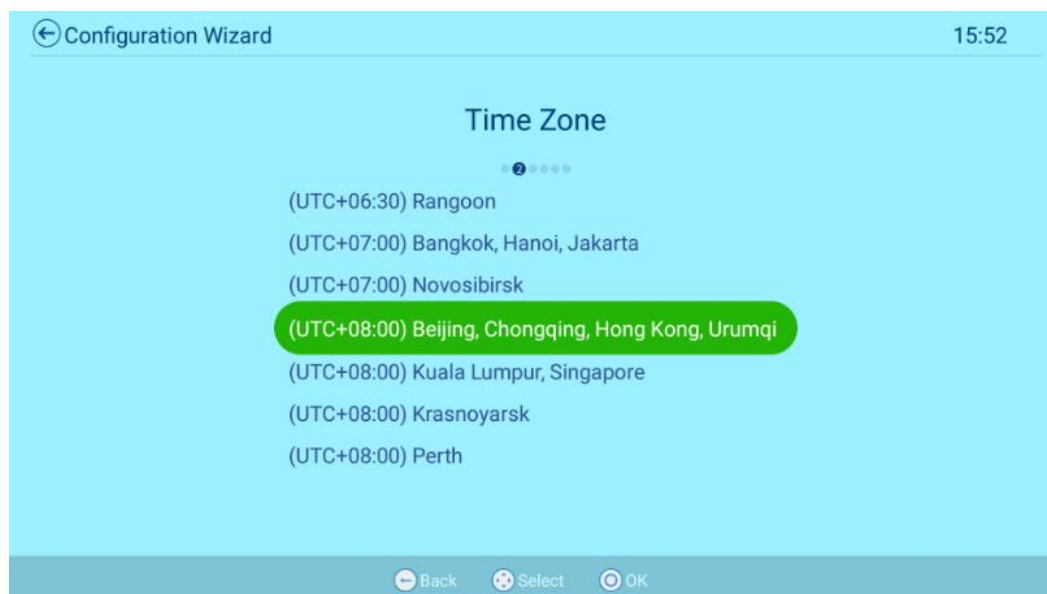 Configuration Wizard 15:52
Time Zone
2
(UTC+06:30) Rangoon
(UTC+07:00) Bangkok, Hanoi, Jakarta
(UTC+07:00) Novosibirsk
(UTC+08:00) Beijing, Chongqing, Hong Kong, Urumqi
(UTC+08:00) Kuala Lumpur, Singapore
(UTC+08:00) Krasnoyarsk
(UTC+08:00) Perth
Back Select OK